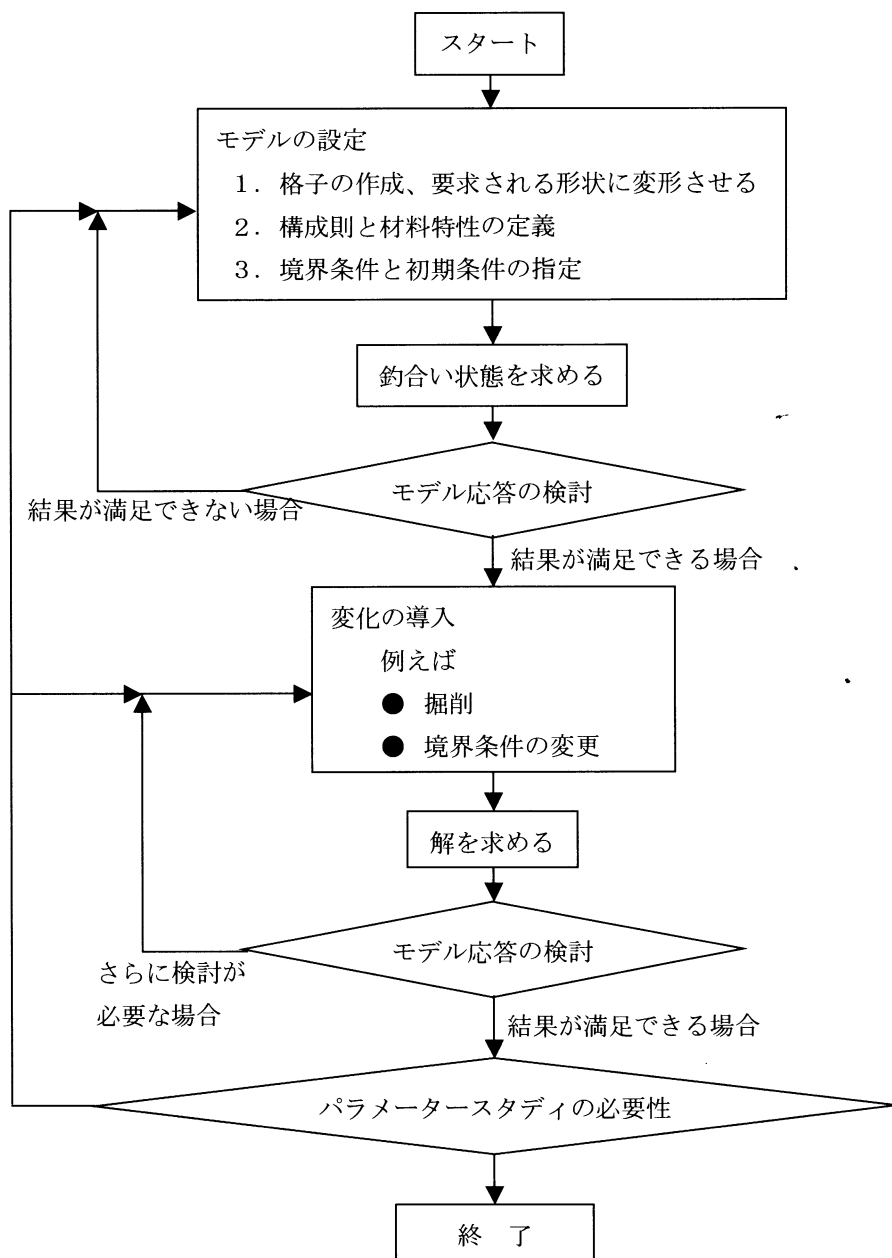 スタート
モデルの設定
１．格子の作成、要求される形状に変形させる
２．構成則と材料特性の定義
３．境界条件と初期条件の指定
釣合い状態を求める
モデル応答の検討
結果が満足できない場合
結果が満足できる場合
変化の導入
例えば
● 掘削
● 境界条件の変更
解を求める
モデル応答の検討
さらに検討が
必要な場合
結果が満足できる場合
パラメータースタディの必要性
終　了